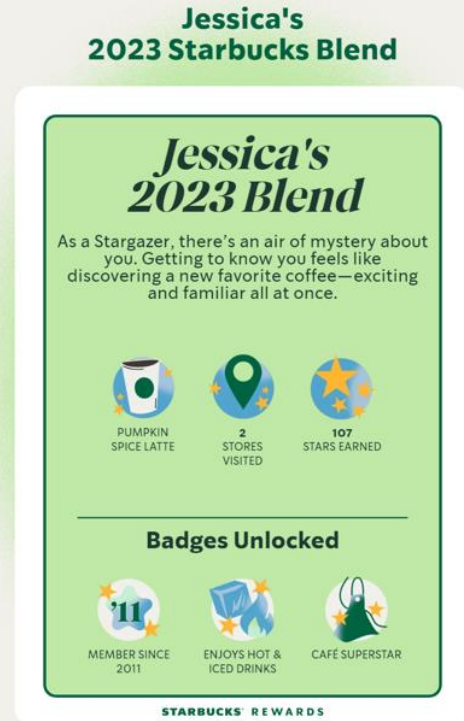 Jessica's
2023 Starbucks Blend
Jessica's
2023 Blend
As a Stargazer, there's an air of mystery about
you. Getting to know you feels like
discovering a new favorite coffee—exciting
and familiar all at once.
PUMPKIN
SPICE LATTE
2
STORES
VISITED
107
STARS EARNED
Badges Unlocked
'11
MEMBER SINCE
2011
ENJOYS HOT &
ICED DRINKS
CAFÉ SUPERSTAR
STARBUCKS® REWARDS